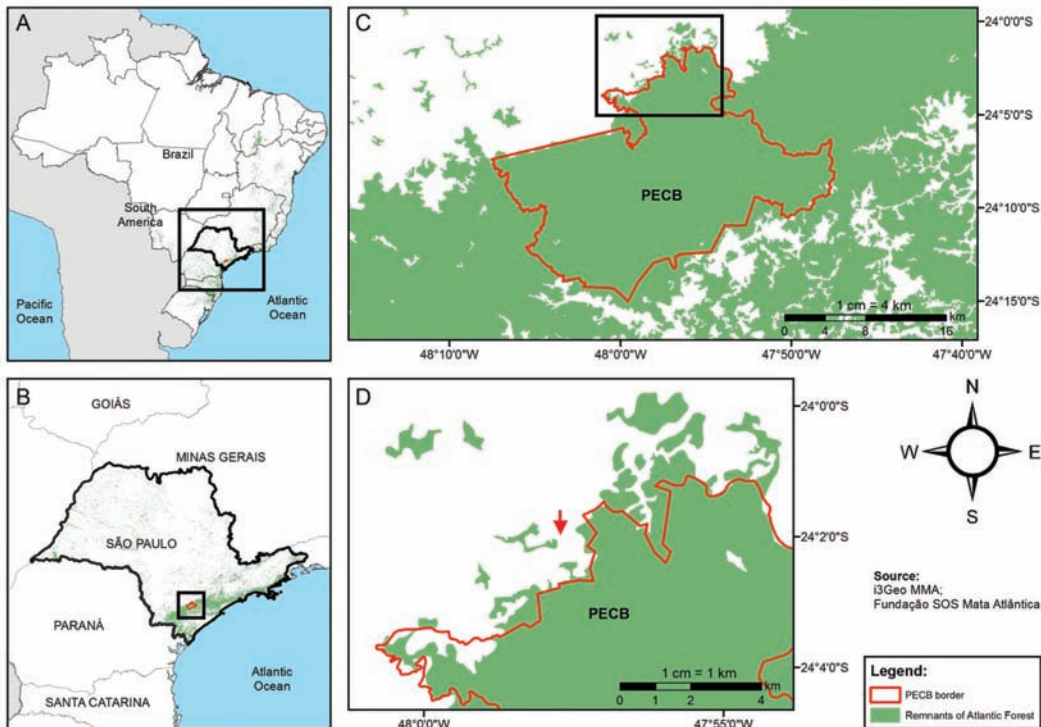 A
Brazil
South
America
Pacific
Ocean
Atlantic
Ocean
C
PECB
1 cm = 4 km
km
0 4 8 16
24°0'0"S
24°5'0"S
24°10'0"S
24°15'0"S
48°10'0"W
48°0'0"W
47°50'0"W
47°40'0"W
B
GOIÁS
MINAS GERAIS
SÃO PAULO
PARANÁ
SANTA CATARINA
Atlantic
Ocean
D
PECB
1 cm = 1 km
km
0 1 2 4
24°0'0"S
24°2'0"S
24°4'0"S
48°0'0"W
47°55'0"W
N
W
E
S
Source:
i3Geo MMA;
Fundação SOS Mata Atlântica
Legend:
PECB border
Remnants of Atlantic Forest